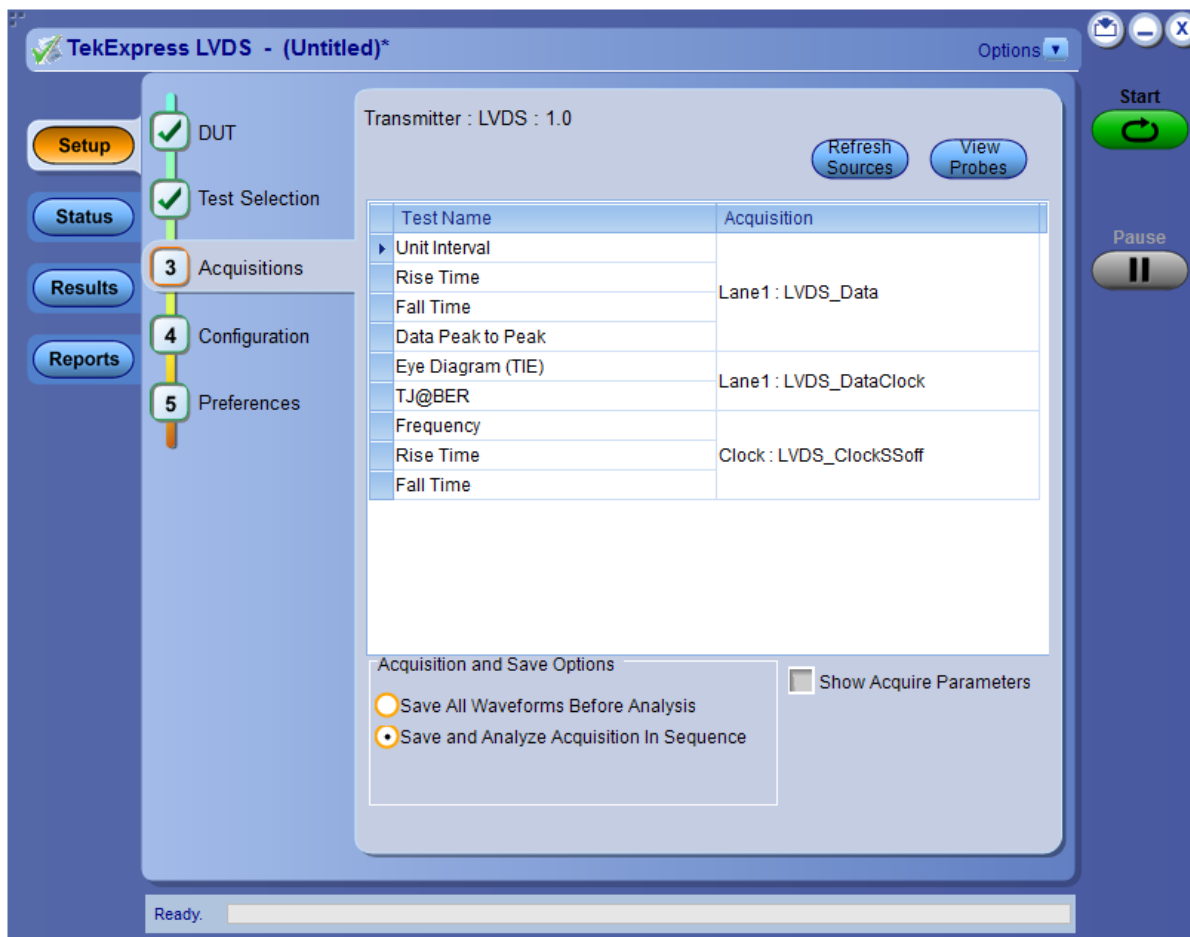 TekExpress LVDS - (Untitled)*
Options
X
Start
Pause
Setup
Status
Results
Reports
DUT
Test Selection
3 Acquisitions
4 Configuration
5 Preferences
Transmitter : LVDS : 1.0
Refresh Sources
View Probes
Test Name Acquisition
Unit Interval
Rise Time
Fall Time
Data Peak to Peak
Lane1 : LVDS_Data
Eye Diagram (TIE)
TJ@BER
Lane1 : LVDS_DataClock
Frequency
Rise Time
Fall Time
Clock : LVDS_ClockSSoff
Acquisition and Save Options
Save All Waveforms Before Analysis
Save and Analyze Acquisition In Sequence
Show Acquire Parameters
Ready.